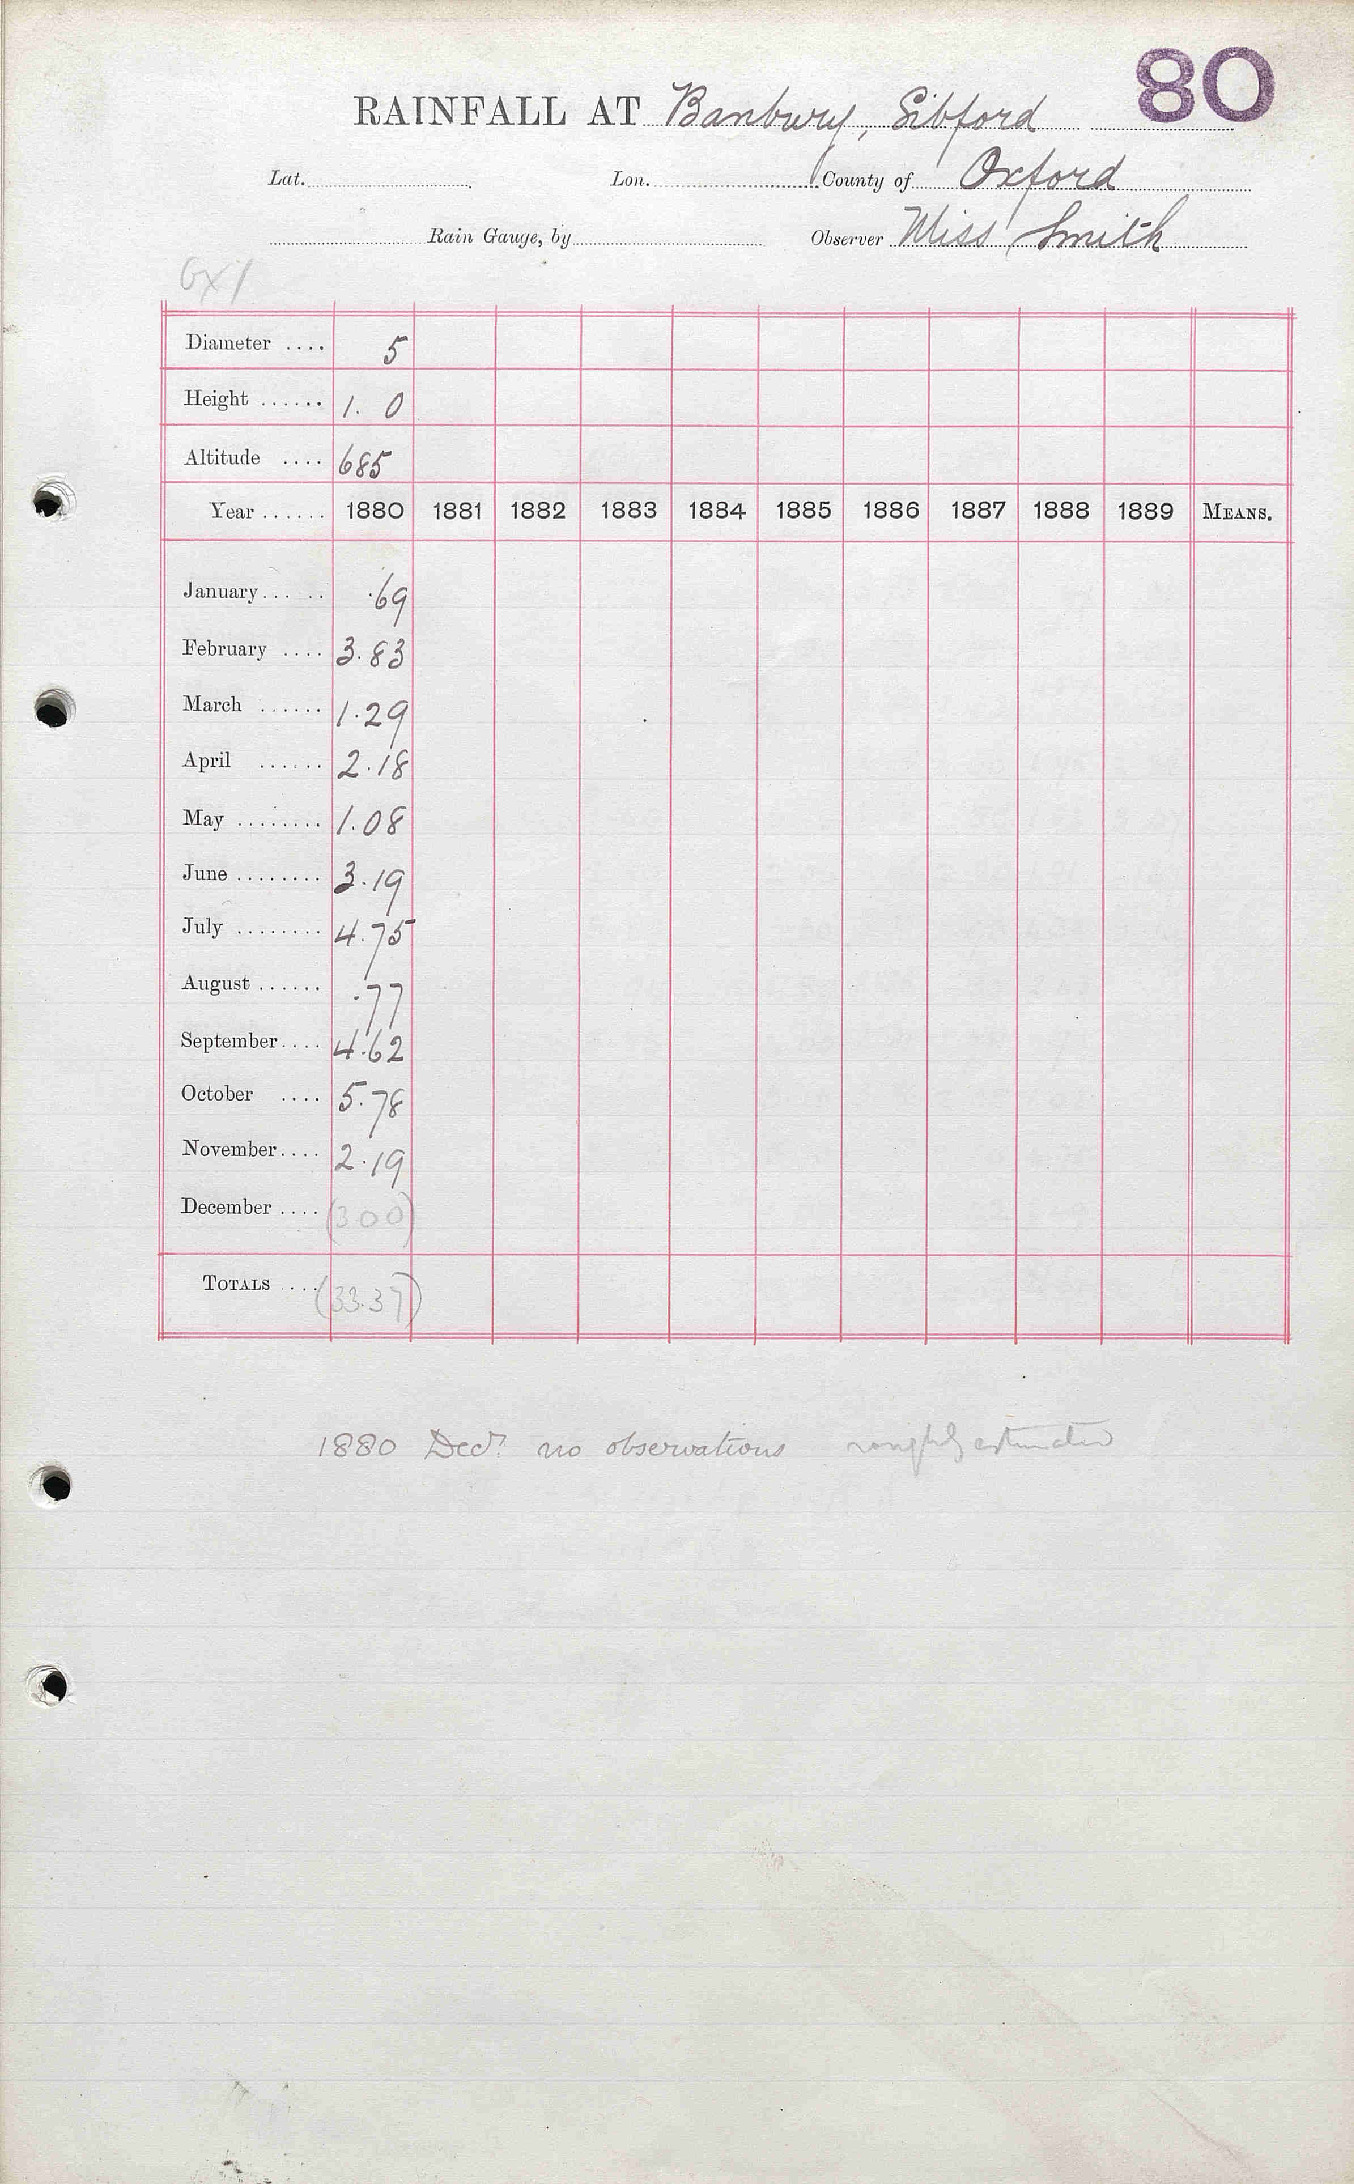 80
RAINFALL AT Banbury, Sibford
Lat. Lon. County of Oxford
Rain Gauge, by Observer Miss Smith
OX/
Diameter .... 5
Height ...... 1. 0
Altitude .... 685
Year ...... 1880 1881 1882 1883 1884 1885 1886 1887 1888 1889 MEANS.
January ..... .69
February .... 3.83
March ...... 1.29
April ...... 2.18
May ........ 1.08
June ........ 3.19
July ........ 4.75
August ...... .77
September .... 4.62
October .... 5.78
November .... 2.19
December .... (3 00)
TOTALS .... (33.37)
1880 Decr. no observations roughly estimated